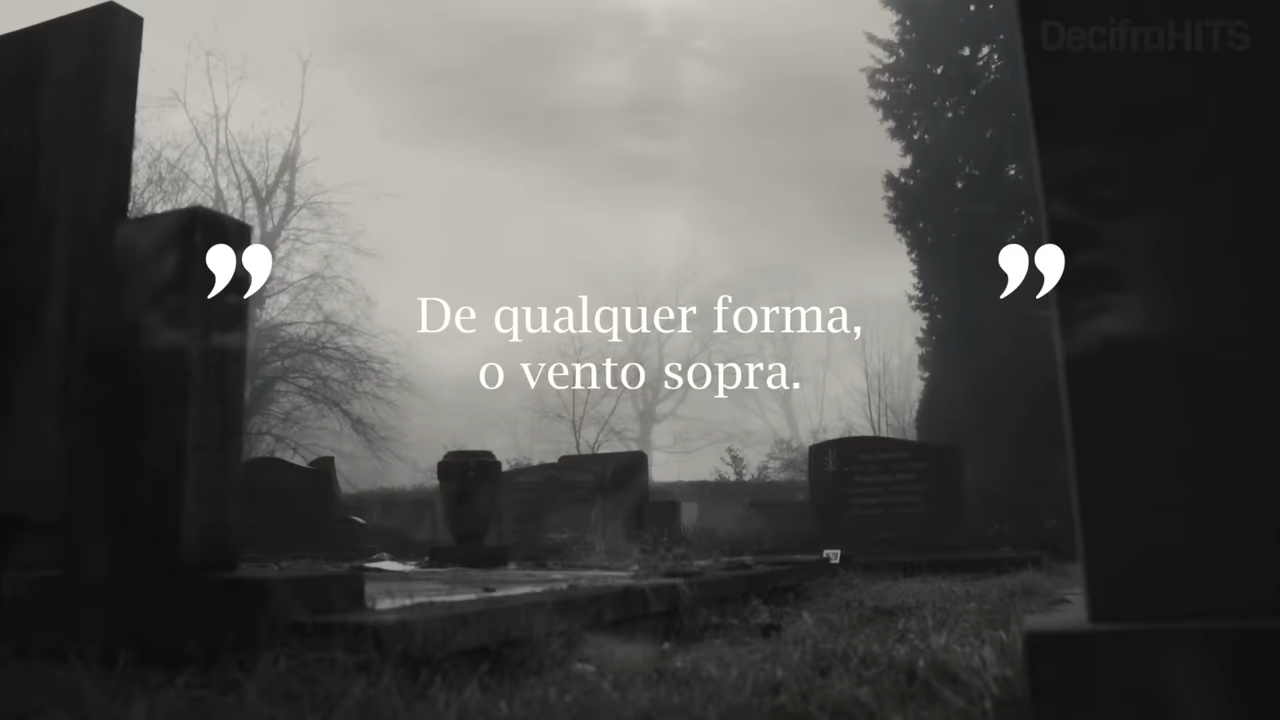 DecifraHITS
” ”
De qualquer forma,
o vento sopra.